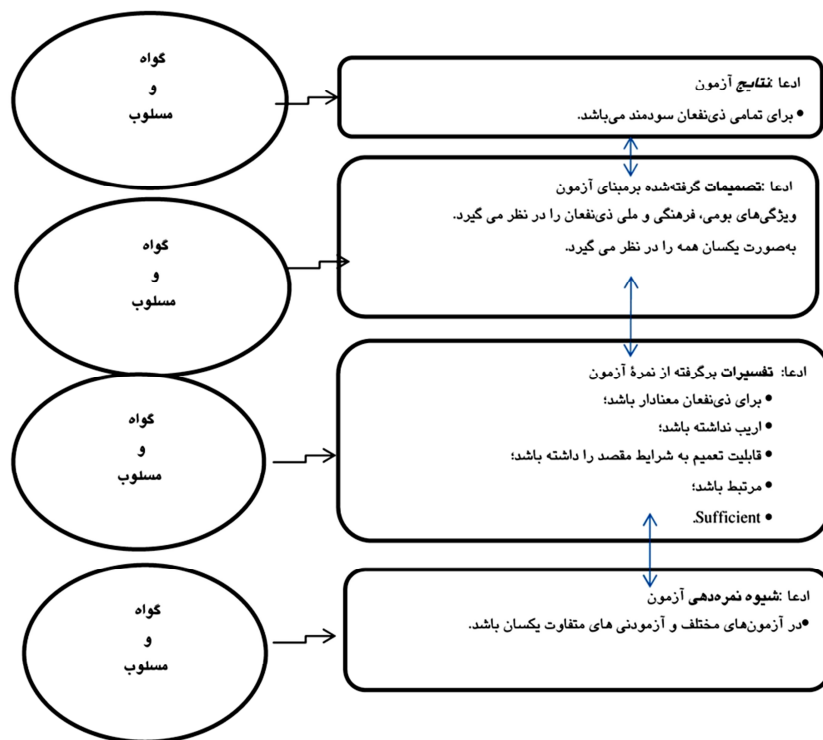 گواه
و
مسلوب
ادعا :نتایج آزمون
• برای تمامی ذی‌نفعان سودمند می‌باشد.
گواه
و
مسلوب
ادعا :تصمیمات گرفته‌شده برمبنای آزمون
ویژگی‌های بومی، فرهنگی و ملی ذی‌نفعان را در نظر می گیرد.
به‌صورت یکسان همه را در نظر می گیرد.
گواه
و
مسلوب
ادعا: تفسیرات برگرفته از نمرهٔ آزمون
• برای ذی‌نفعان معنادار باشد؛
• اریب نداشته باشد؛
• قابلیت تعمیم به شرایط مقصد را داشته باشد؛
• مرتبط باشد؛
• Sufficient.
گواه
و
مسلوب
ادعا :شیوه نمره‌دهی آزمون
•در آزمون‌های مختلف و آزمودنی های متفاوت یکسان باشد.